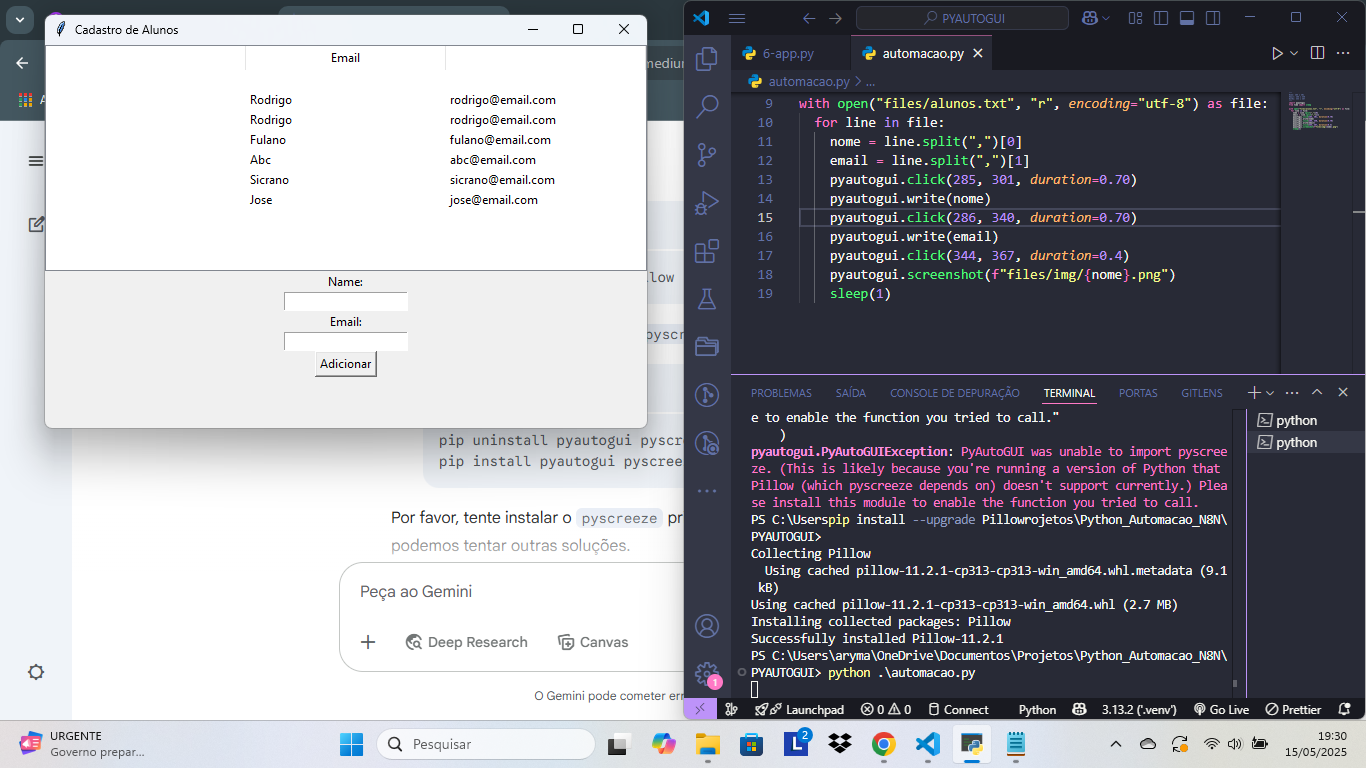 Cadastro de Alunos
Email
Rodrigo rodrigo@email.com
Rodrigo rodrigo@email.com
Fulano fulano@email.com
Abc abc@email.com
Sicrano sicrano@email.com
Jose jose@email.com
Name:
Email:
Adicionar
pip uninstall pyautogui pyscr
pip install pyautogui pyscree
Por favor, tente instalar o pyscreeze pr
podemos tentar outras soluções.
Peça ao Gemini
Deep Research
Canvas
O Gemini pode cometer err
PYAUTOGUI
6-app.py
automacao.py
automacao.py > ...
9 with open("files/alunos.txt", "r", encoding="utf-8") as file:
10 for line in file:
11 nome = line.split(",")[0]
12 email = line.split(",")[1]
13 pyautogui.click(285, 301, duration=0.70)
14 pyautogui.write(nome)
15 pyautogui.click(286, 340, duration=0.70)
16 pyautogui.write(email)
17 pyautogui.click(344, 367, duration=0.4)
18 pyautogui.screenshot(f"files/img/{nome}.png")
19 sleep(1)
PROBLEMAS SAÍDA CONSOLE DE DEPURAÇÃO TERMINAL PORTAS GITLENS
e to enable the function you tried to call."
)
pyautogui.PyAutoGUIException: PyAutoGUI was unable to import pyscree
ze. (This is likely because you're running a version of Python that
Pillow (which pyscreeze depends on) doesn't support currently.) Plea
se install this module to enable the function you tried to call.
PS C:\Userspip install --upgrade Pillowrojetos\Python_Automacao_N8N\
PYAUTOGUI>
Collecting Pillow
Using cached pillow-11.2.1-cp313-cp313-win_amd64.whl.metadata (9.1
kB)
Using cached pillow-11.2.1-cp313-cp313-win_amd64.whl (2.7 MB)
Installing collected packages: Pillow
Successfully installed Pillow-11.2.1
PS C:\Users\aryma\OneDrive\Documentos\Projetos\Python_Automacao_N8N\
PYAUTOGUI> python .\automacao.py
python
python
1
Launchpad 0 0 Connect Python 3.13.2 ('.venv') Go Live Prettier
URGENTE
Governo prepar...
Pesquisar
2
19:30
15/05/2025